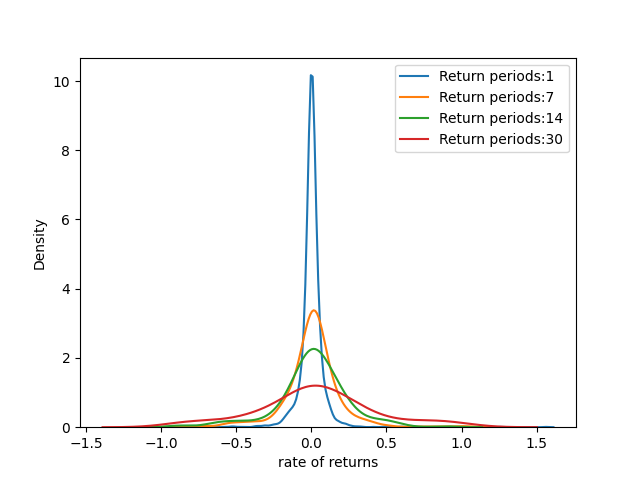 Return periods:1
Return periods:7
Return periods:14
Return periods:30
10
8
6
4
2
0
Density
−1.5 −1.0 −0.5 0.0 0.5 1.0 1.5
rate of returns